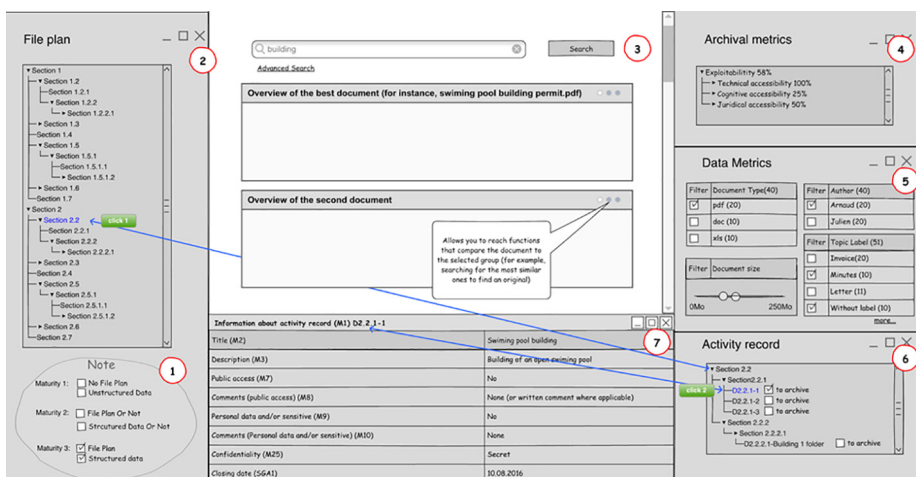 File plan
2
Section 1
Section 1.2
Section 1.2.1
Section 1.2.2
Section 1.2.2.1
Section 1.3
Section 1.4
Section 1.5
Section 1.5.1
Section 1.5.1.1
Section 1.5.1.2
Section 1.6
Section 1.7
Section 2
Section 2.2
click 1
Section 2.2.1
Section 2.2.2
Section 2.2.2.1
Section 2.3
Section 2.4
Section 2.5
Section 2.5.1
Section 2.5.1.1
Section 2.5.1.2
Section 2.6
Section 2.7
Note
1
Maturity 1:
No File Plan
Unstructured Data
Maturity 2:
File Plan Or Not
Strcutured Data Or Not
Maturity 3:
File Plan
Structured data
building
Search
3
Advanced Search
Overview of the best document (for instance, swiming pool building permit.pdf)
Overview of the second document
Allows you to reach functions
that compare the document
to the selected group (for example,
searching for the most similar
ones to find an original)
Information about activity record (M1) D2.2.1-1
7
Title (M2) Swiming pool building
Description (M3) Building of an open swiming pool
Public access (M7) No
Comments (public access) (M8) None (or written comment where applicable)
Personal data and/or sensitive (M9) No
Comments (Personal data and/or sensitive) (M10) None
Confidentiality (M25) Secret
Closing date (SGA1) 10.08.2016
Archival metrics
4
Exploitabilitity 58%
Technical accessibility 100%
Cognitive accessibility 25%
Juridical accessibility 50%
Data Metrics
5
Filter Document Type(40)
pdf (20)
doc (10)
xls (10)
Filter Document size
0Mo 250Mo
Filter Author (40)
Arnaud (20)
Julien (20)
Filter Topic Label (51)
Invoice(20)
Minutes (10)
Letter (11)
Without label (10)
more...
Activity record
6
Section 2.2
Section2.2.1
click 2
D2.2.1-1 to archive
D2.2.1-2 to archive
D2.2.1-3 to archive
Section 2.2.2
Section 2.2.2.1
D2.2.2.1-Building 1 folder to archive